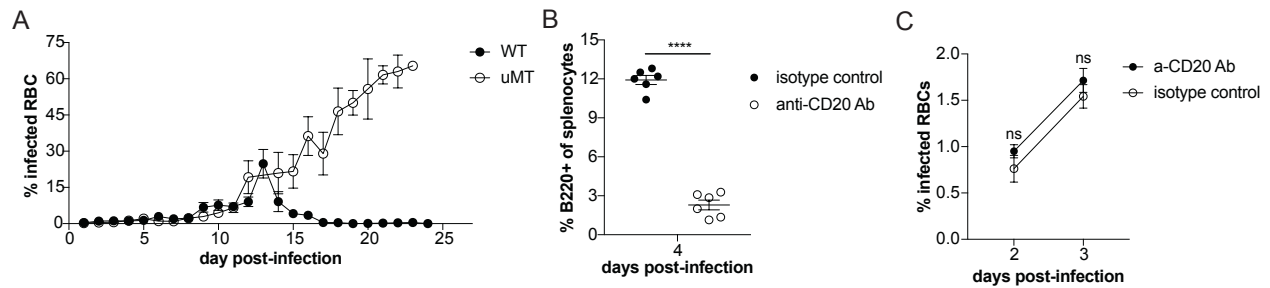 A
% infected RBC
75
60
45
30
15
0
0
5
10
15
20
25
day post-infection
WT
uMT
B
% B220+ of splenocytes
15
12
9
6
3
0
****
4
days post-infection
isotype control
anti-CD20 Ab
C
% infected RBCs
2.0
1.5
1.0
0.5
0.0
ns
ns
2
3
days post-infection
a-CD20 Ab
isotype control